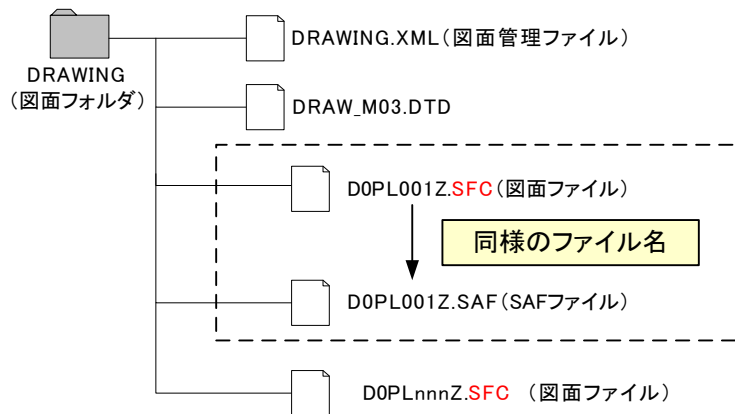 DRAWING.XML(図面管理ファイル)
DRAWING
(図面フォルダ)
DRAW_M03.DTD
D0PL001Z.SFC(図面ファイル)
同様のファイル名
D0PL001Z.SAF(SAFファイル)
D0PLnnnZ.SFC (図面ファイル)